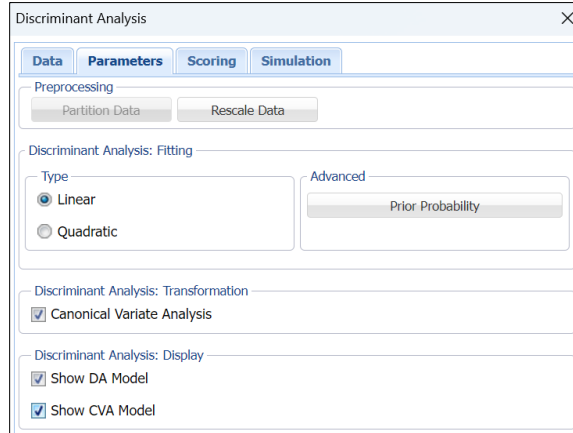 Discriminant Analysis
Data Parameters Scoring Simulation
Preprocessing
Partition Data Rescale Data
Discriminant Analysis: Fitting
Type Advanced
Linear Prior Probability
Quadratic
Discriminant Analysis: Transformation
Canonical Variate Analysis
Discriminant Analysis: Display
Show DA Model
Show CVA Model